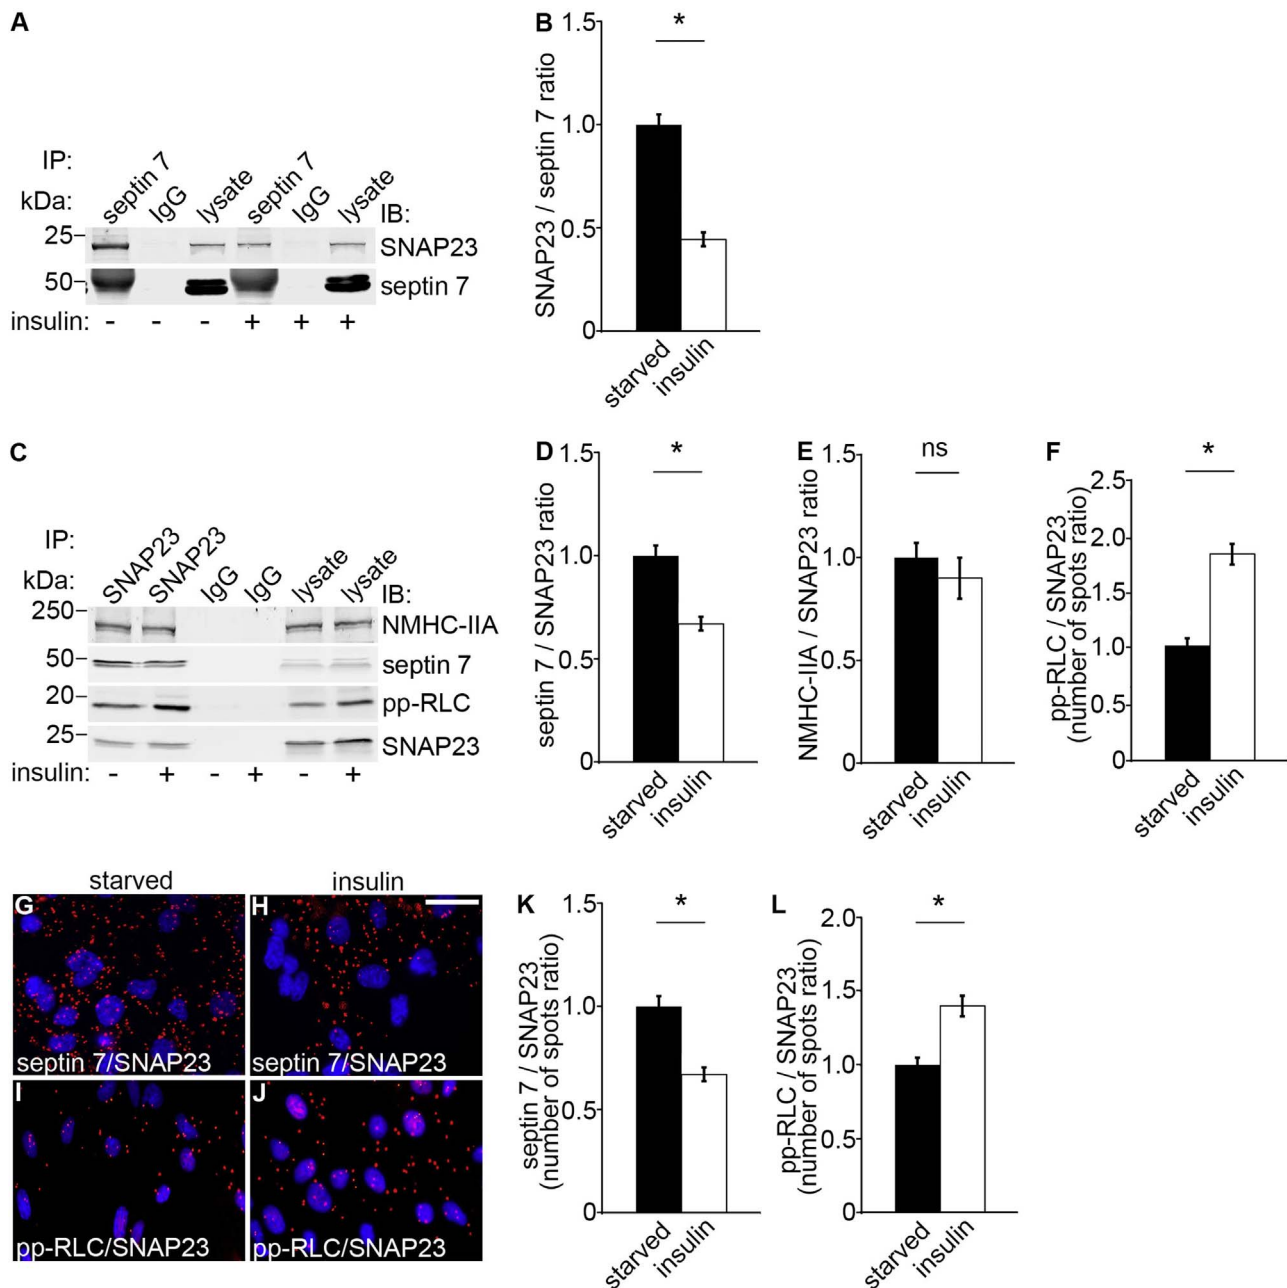 A
IP:
septin 7 IgG lysate septin 7 IgG lysate
kDa:
IB:
25
SNAP23
50
septin 7
insulin: - - - + + +
B
SNAP23 / septin 7 ratio
1.5
*
1.0
0.5
0
starved
insulin
C
IP:
SNAP23 SNAP23 IgG IgG lysate lysate
kDa:
IB:
250
NMHC-IIA
50
septin 7
20
pp-RLC
25
SNAP23
insulin: - + - + - +
D
septin 7 / SNAP23 ratio
1.5
*
1.0
0.5
0
starved
insulin
E
NMHC-IIA / SNAP23 ratio
1.5
ns
1.0
0.5
0
starved
insulin
F
pp-RLC / SNAP23
(number of spots ratio)
2.5
*
2.0
1.5
1.0
0.5
0
starved
insulin
starved
insulin
G
septin 7/SNAP23
H
septin 7/SNAP23
I
pp-RLC/SNAP23
J
pp-RLC/SNAP23
K
septin 7 / SNAP23
(number of spots ratio)
1.5
*
1.0
0.5
0
starved
insulin
L
pp-RLC / SNAP23
(number of spots ratio)
2.0
*
1.5
1.0
0.5
0
starved
insulin